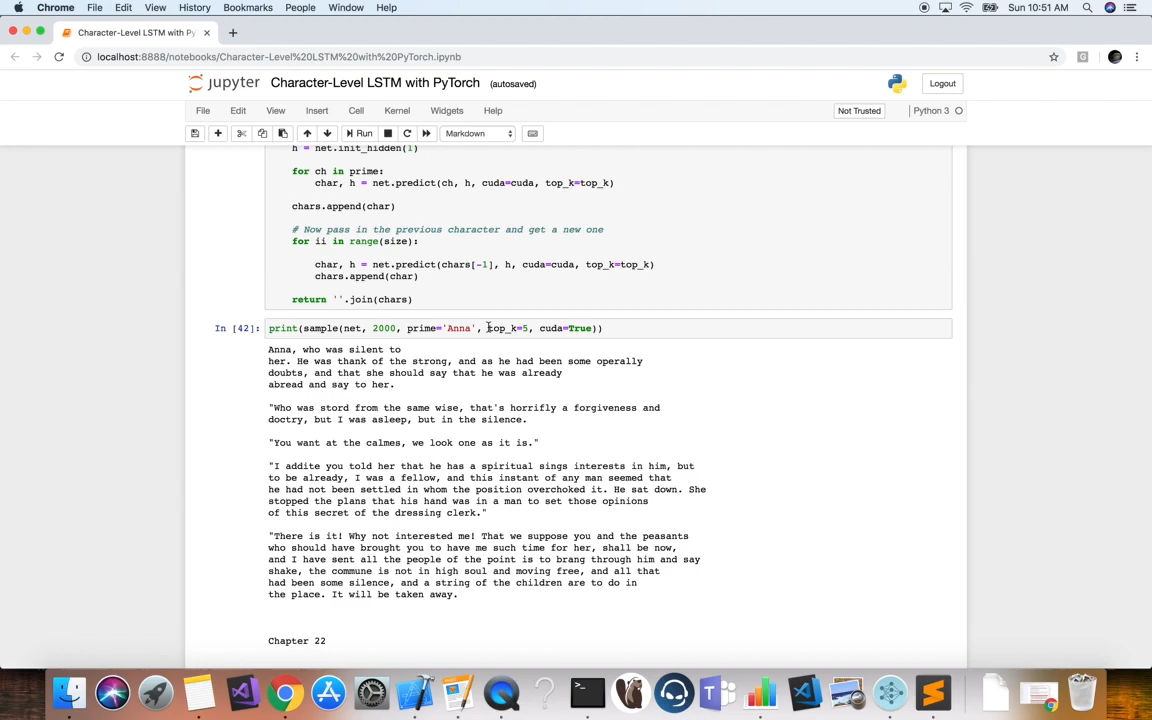 Chrome File Edit View History Bookmarks People Window Help Sun 10:51 AM
Character-Level LSTM with PyTor
localhost:8888/notebooks/Character-Level%20LSTM%20with%20PyTorch.ipynb
jupyter Character-Level LSTM with PyTorch (autosaved) Logout
File Edit View Insert Cell Kernel Widgets Help Not Trusted Python 3
Run Markdown
h = net.init_hidden(1)
for ch in prime:
char, h = net.predict(ch, h, cuda=cuda, top_k=top_k)
chars.append(char)
# Now pass in the previous character and get a new one
for ii in range(size):
char, h = net.predict(chars[-1], h, cuda=cuda, top_k=top_k)
chars.append(char)
return ''.join(chars)
In [42]: print(sample(net, 2000, prime='Anna', top_k=5, cuda=True))
Anna, who was silent to
her. He was thank of the strong, and as he had been some operally
doubts, and that she should say that he was already
abread and say to her.
"Who was stord from the same wise, that's horrifly a forgiveness and
doctry, but I was asleep, but in the silence.
"You want at the calmes, we look one as it is."
"I addite you told her that he has a spiritual sings interests in him, but
to be already, I was a fellow, and this instant of any man seemed that
he had not been settled in whom the position overchoked it. He sat down. She
stopped the plans that his hand was in a man to set those opinions
of this secret of the dressing clerk."
"There is it! Why not interested me! That we suppose you and the peasants
who should have brought you to have me such time for her, shall be now,
and I have sent all the people of the point is to brang through him and say
shake, the commune is not in high soul and moving free, and all that
had been some silence, and a string of the children are to do in
the place. It will be taken away.
Chapter 22